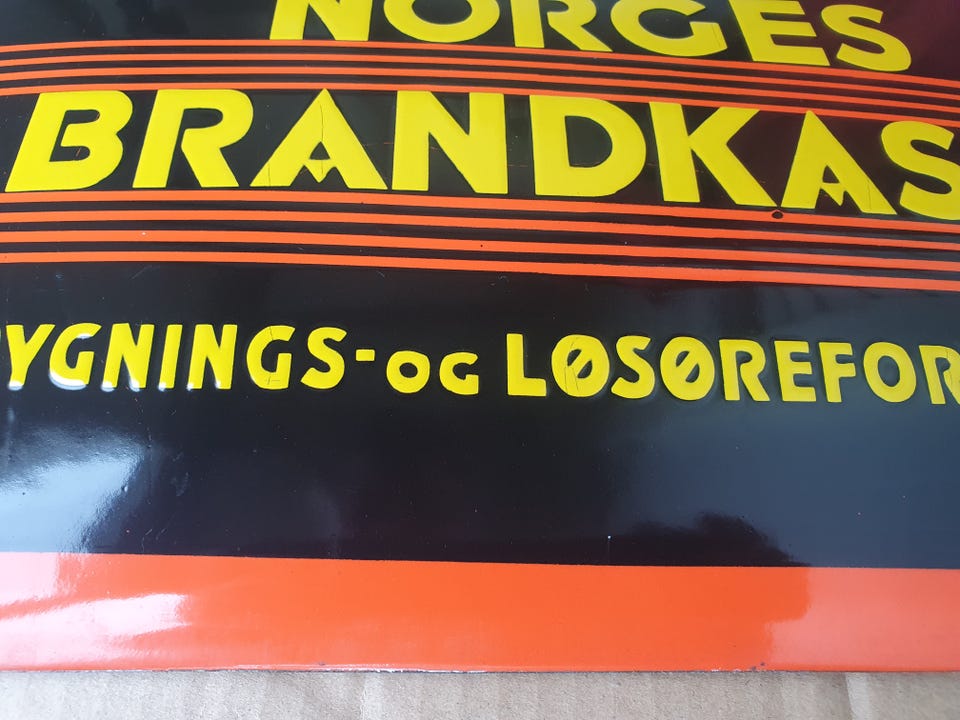 NORGES
BRANDKAS
YGNINGS- OG LØSØREFOR